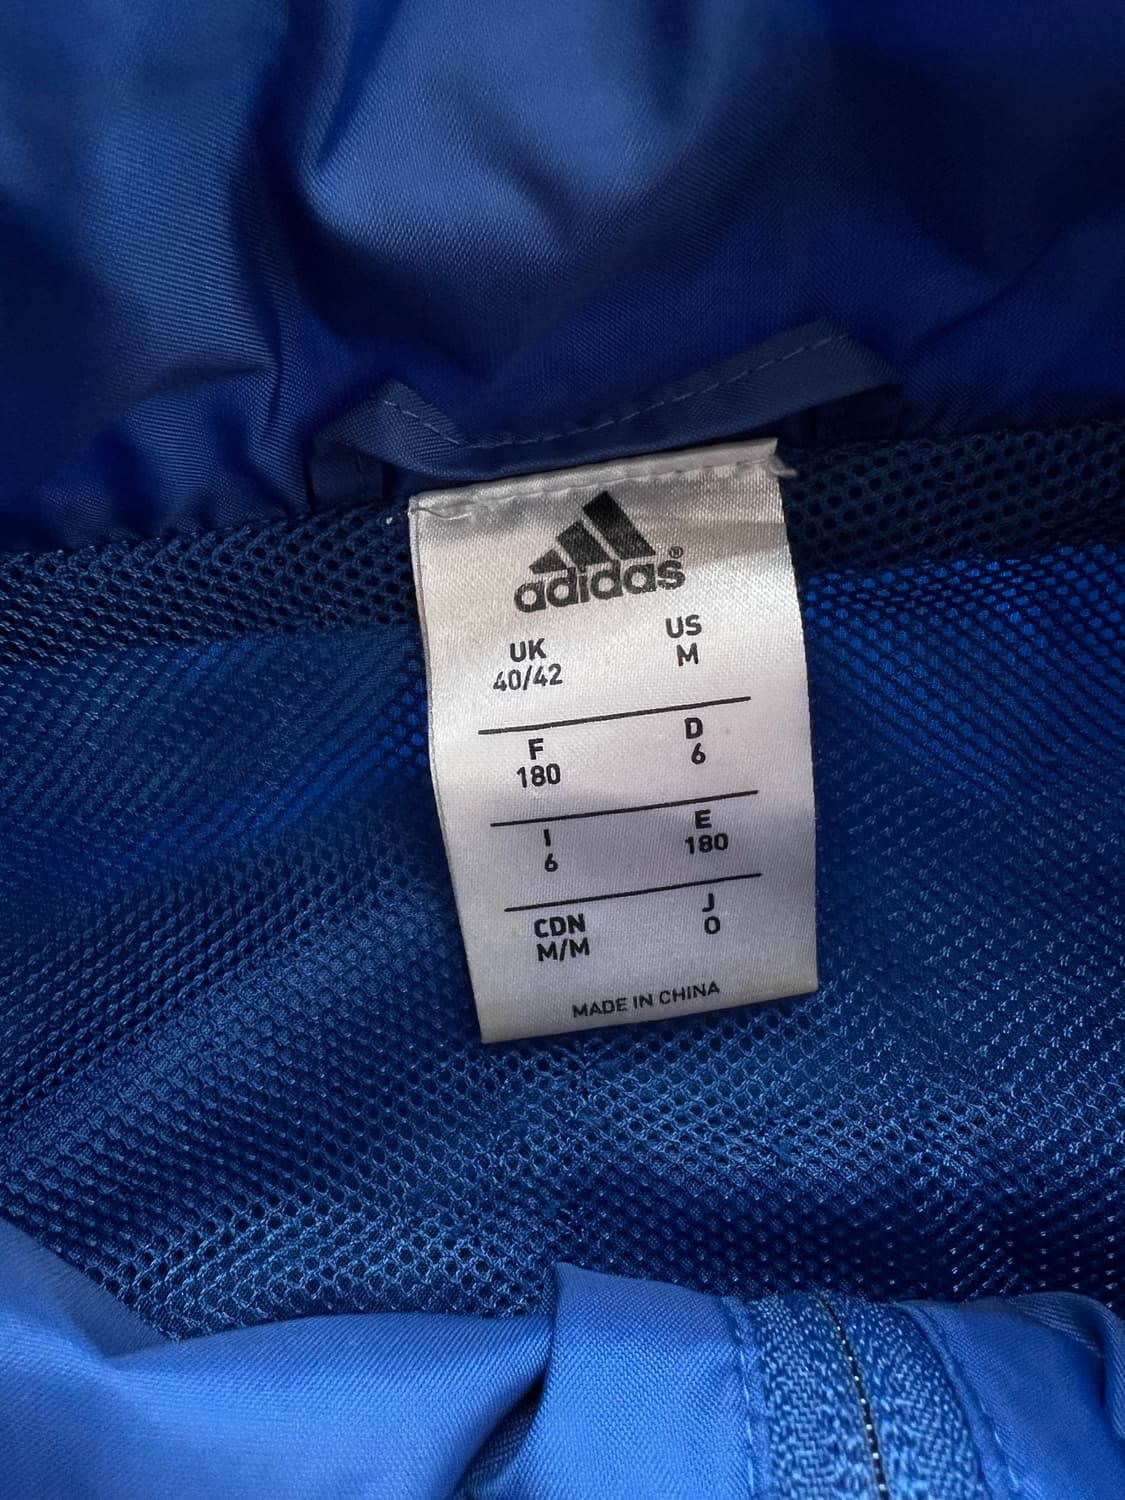 adidas®
UK US
40/42 M
F D
180 6
I E
6 180
CDN J
M/M O
MADE IN CHINA